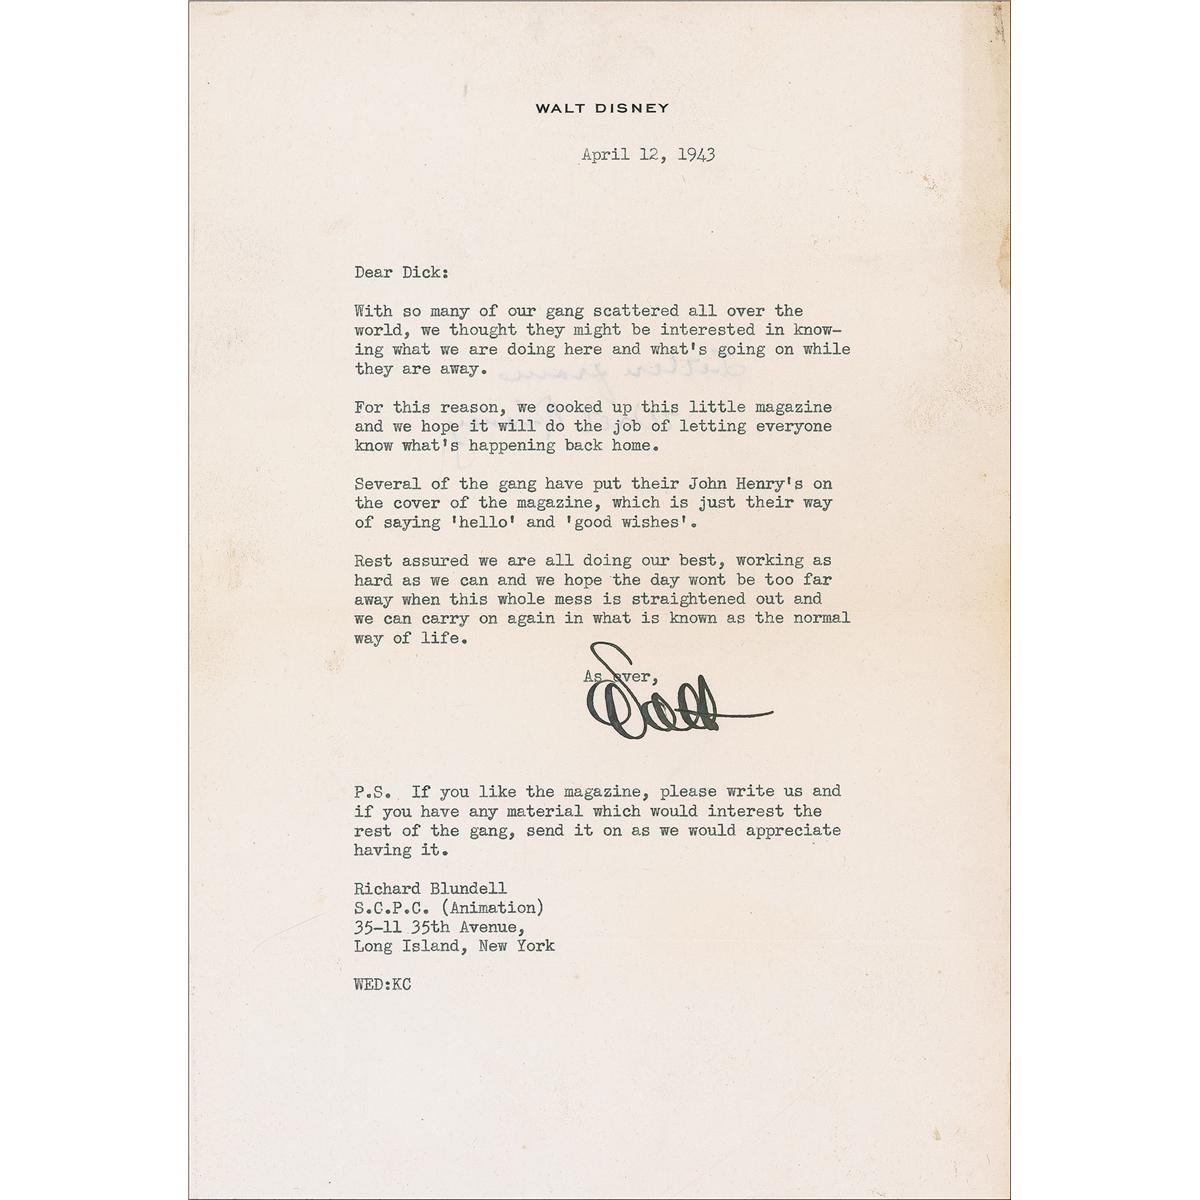 WALT DISNEY
April 12, 1943
Dear Dick:
With so many of our gang scattered all over the
world, we thought they might be interested in know-
ing what we are doing here and what's going on while
they are away.
For this reason, we cooked up this little magazine
and we hope it will do the job of letting everyone
know what's happening back home.
Several of the gang have put their John Henry's on
the cover of the magazine, which is just their way
of saying 'hello' and 'good wishes'.
Rest assured we are all doing our best, working as
hard as we can and we hope the day wont be too far
away when this whole mess is straightened out and
we can carry on again in what is known as the normal
way of life.
As ever,
Walt
P.S. If you like the magazine, please write us and
if you have any material which would interest the
rest of the gang, send it on as we would appreciate
having it.
Richard Blundell
S.C.P.C. (Animation)
35-11 35th Avenue,
Long Island, New York
WED:KC